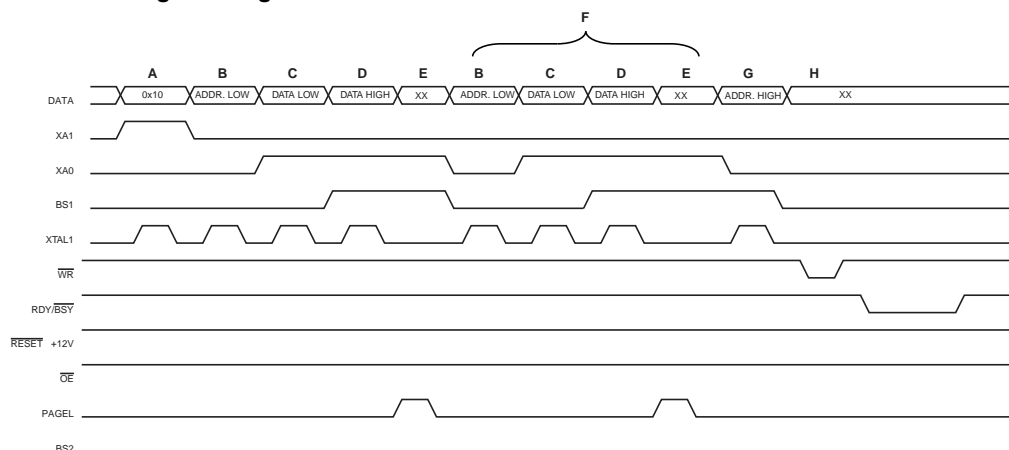 F
A B C D E B C D E G H
DATA 0x10 ADDR. LOW DATA LOW DATA HIGH XX ADDR. LOW DATA LOW DATA HIGH XX ADDR. HIGH XX
XA1
XA0
BS1
XTAL1
WR
RDY/BSY
RESET +12V
OE
PAGEL
BS2